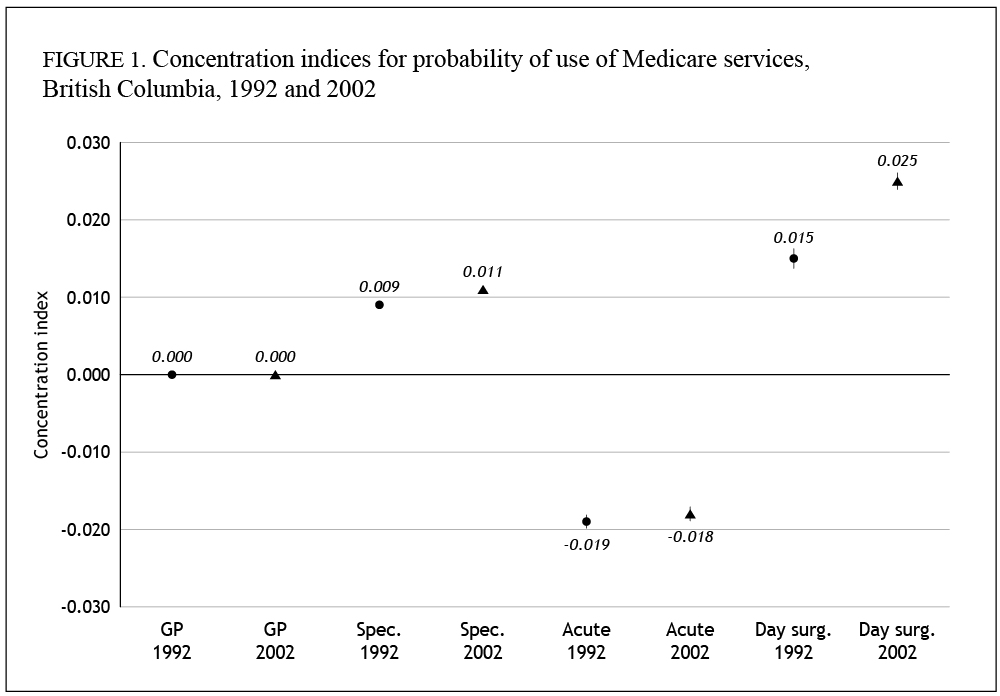 FIGURE 1. Concentration indices for probability of use of Medicare services,
British Columbia, 1992 and 2002
Concentration index
0.030
0.020
0.010
0.000
-0.010
-0.020
-0.030
0.000
0.000
0.009
0.011
-0.019
-0.018
0.015
0.025
GP
1992
GP
2002
Spec.
1992
Spec.
2002
Acute
1992
Acute
2002
Day surg.
1992
Day surg.
2002